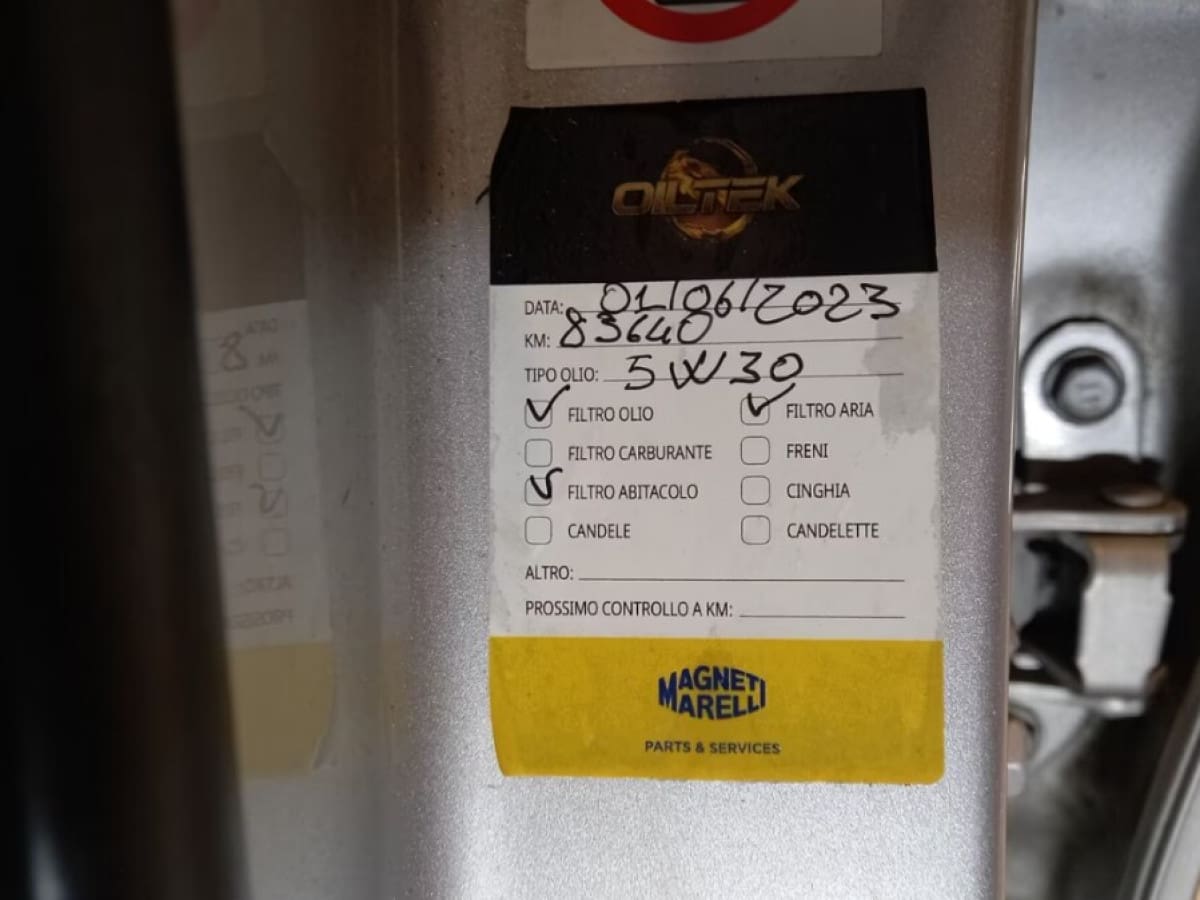 OILTEK
DATA: 01/06/2023
KM: 83640
TIPO OLIO: 5W30
FILTRO OLIO FILTRO ARIA
FILTRO CARBURANTE FRENI
FILTRO ABITACOLO CINGHIA
CANDELE CANDELETTE
ALTRO:
PROSSIMO CONTROLLO A KM:
MAGNETI
MARELLI
PARTS & SERVICES